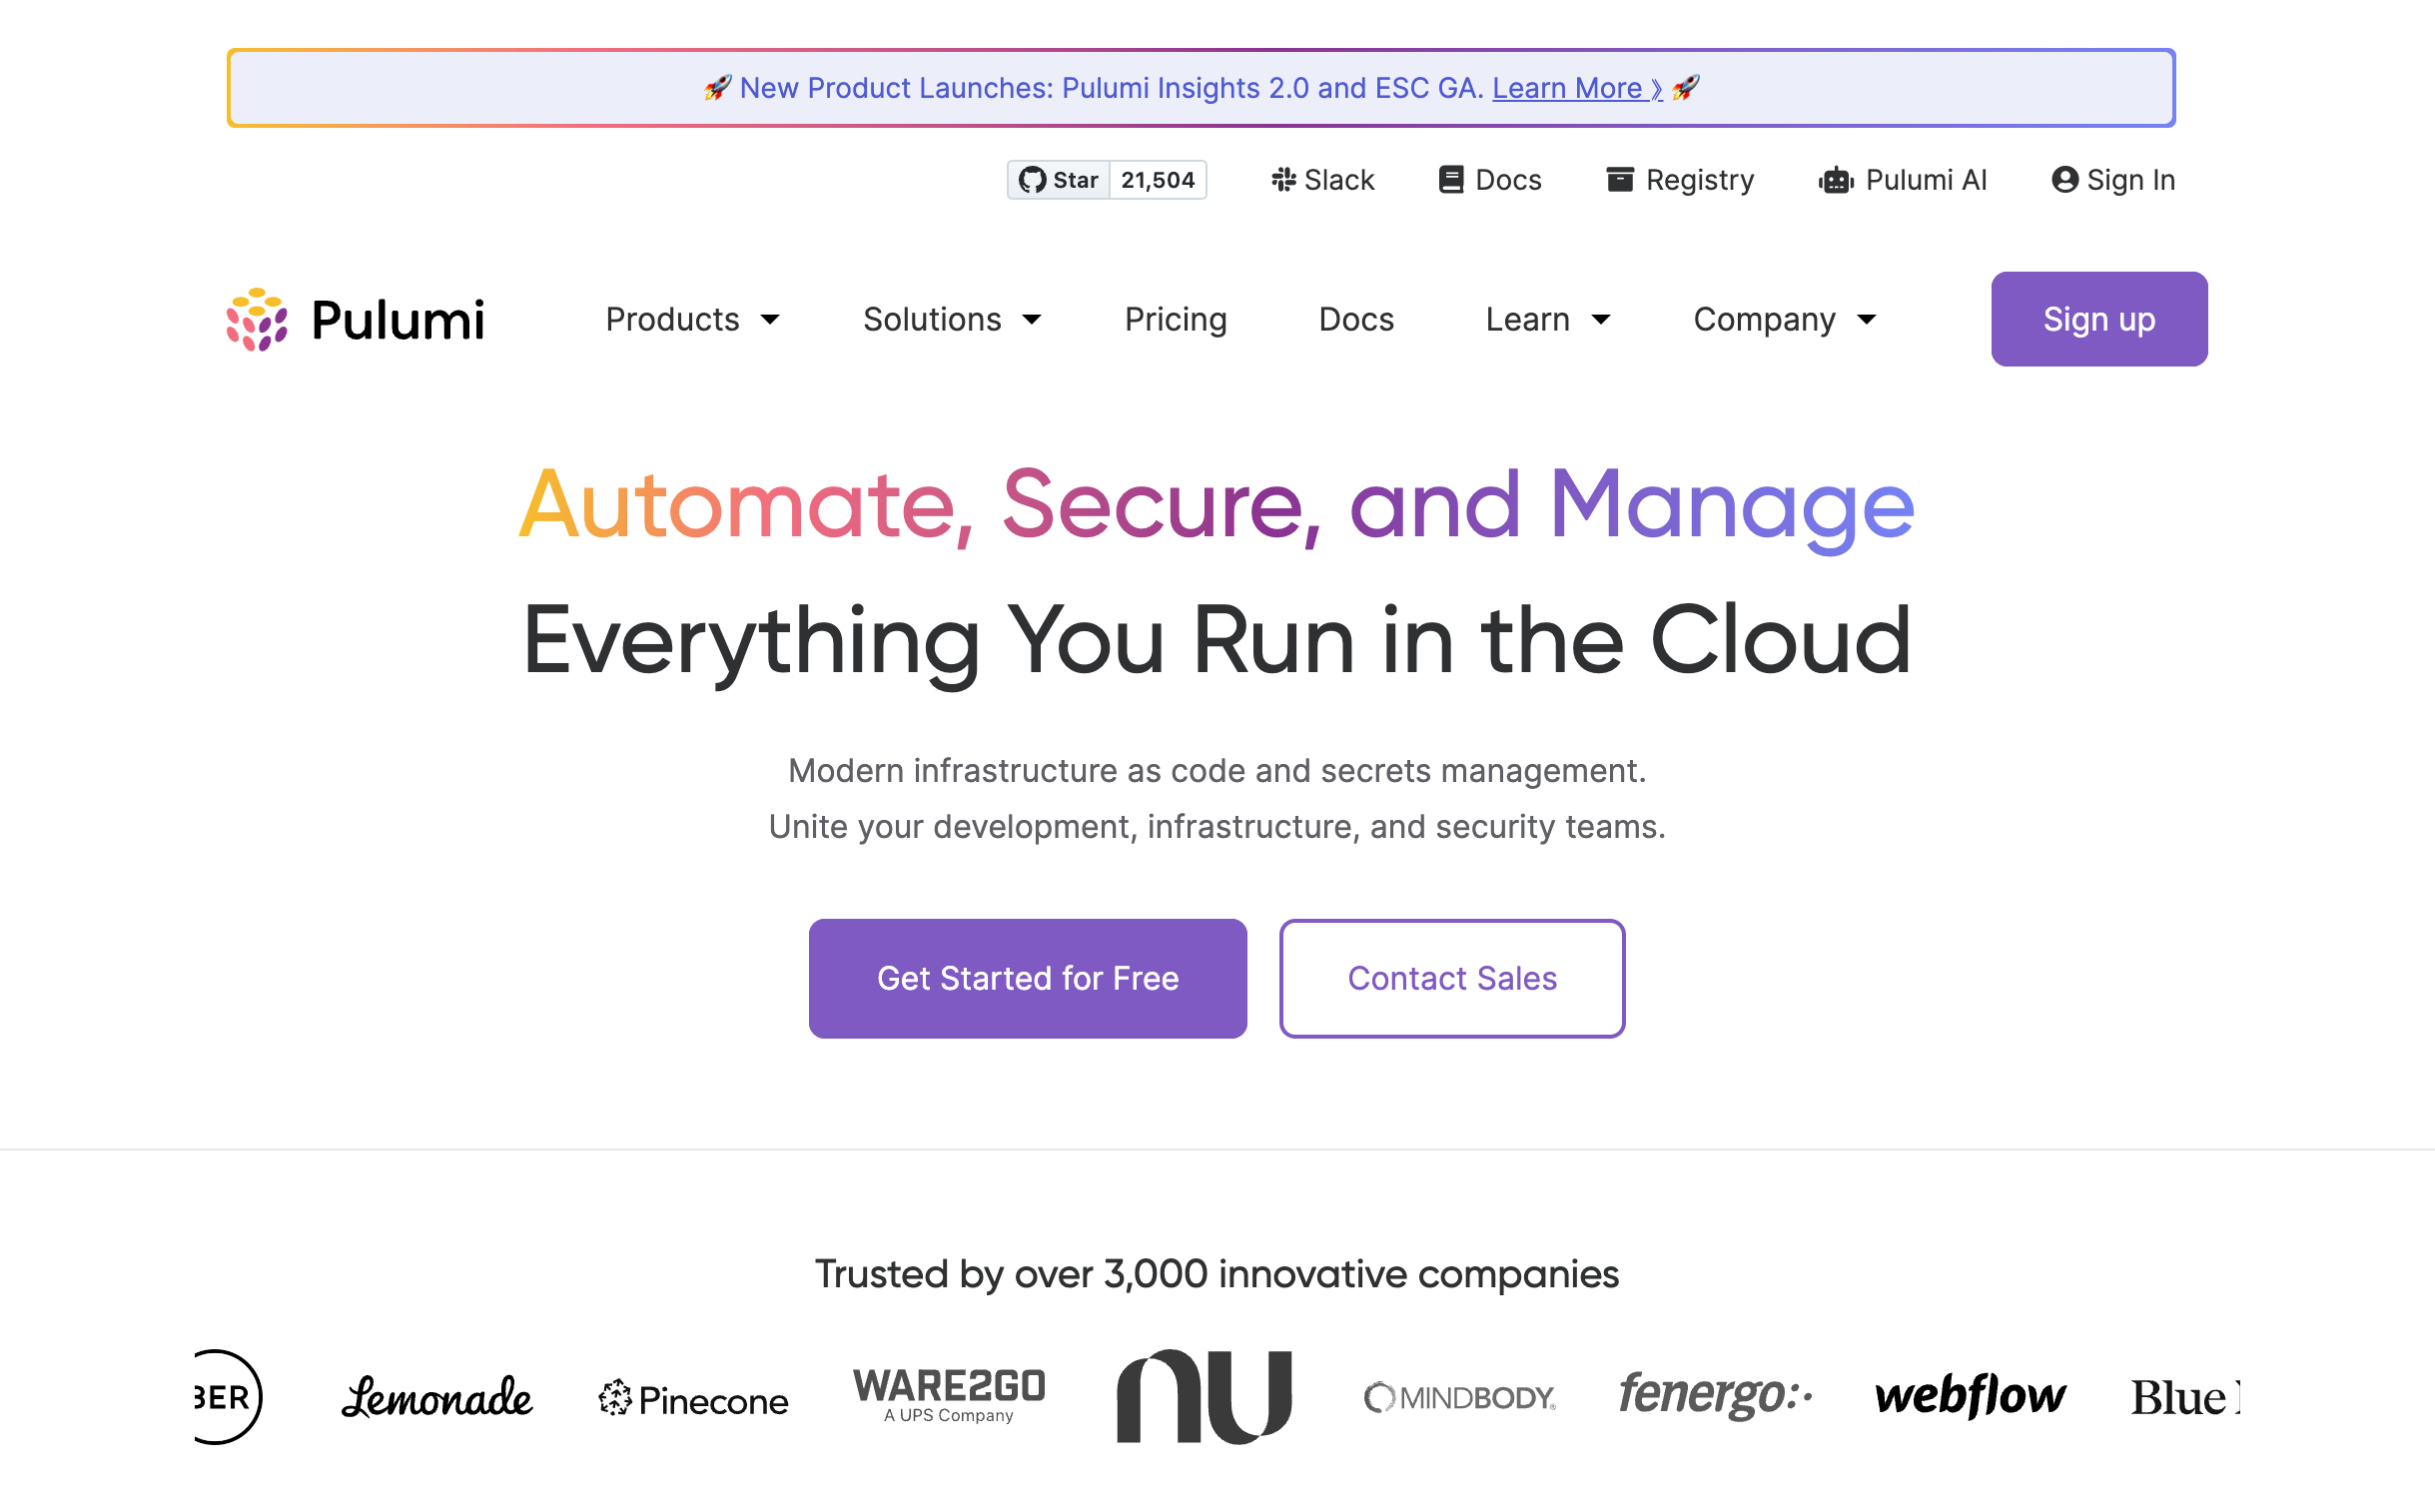 🚀 New Product Launches: Pulumi Insights 2.0 and ESC GA. Learn More 》 🚀
Star 21,504 Slack Docs Registry Pulumi AI Sign In
Pulumi Products Solutions Pricing Docs Learn Company Sign up
Automate, Secure, and Manage
Everything You Run in the Cloud
Modern infrastructure as code and secrets management.
Unite your development, infrastructure, and security teams.
Get Started for Free Contact Sales
Trusted by over 3,000 innovative companies
BER Lemonade Pinecone WARE2GO nu MINDBODY® fenergo webflow Blue
A UPS Company